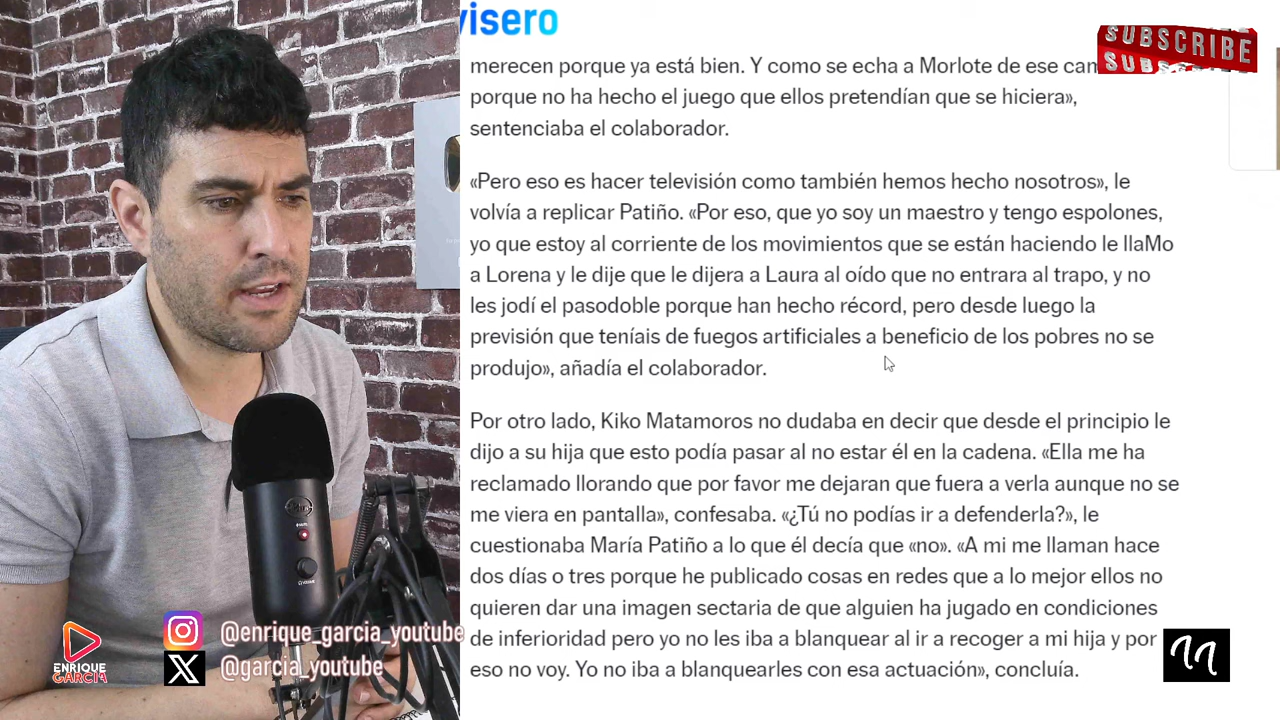 visero
SUBSCRIBE
merecen porque ya está bien. Y como se echa a Morlote de ese
porque no ha hecho el juego que ellos pretendían que se hiciera»,
sentenciaba el colaborador.
«Pero eso es hacer televisión como también hemos hecho nosotros», le
volvía a replicar Patiño. «Por eso, que yo soy un maestro y tengo espolones,
yo que estoy al corriente de los movimientos que se están haciendo le llaMo
a Lorena y le dije que le dijera a Laura al oído que no entrara al trapo, y no
les jodí el pasodoble porque han hecho récord, pero desde luego la
previsión que teníais de fuegos artificiales a beneficio de los pobres no se
produjo», añadía el colaborador.
Por otro lado, Kiko Matamoros no dudaba en decir que desde el principio le
dijo a su hija que esto podía pasar al no estar él en la cadena. «Ella me ha
reclamado llorando que por favor me dejaran que fuera a verla aunque no se
me viera en pantalla», confesaba. «¿Tú no podías ir a defenderla?», le
cuestionaba María Patiño a lo que él decía que «no». «A mi me llaman hace
dos días o tres porque he publicado cosas en redes que a lo mejor ellos no
quieren dar una imagen sectaria de que alguien ha jugado en condiciones
de inferioridad pero yo no les iba a blanquear al ir a recoger a mi hija y por
eso no voy. Yo no iba a blanquearles con esa actuación», concluía.
@enrique_garcia_youtube
@garcia_youtube
ENRIQUE
GARCIA